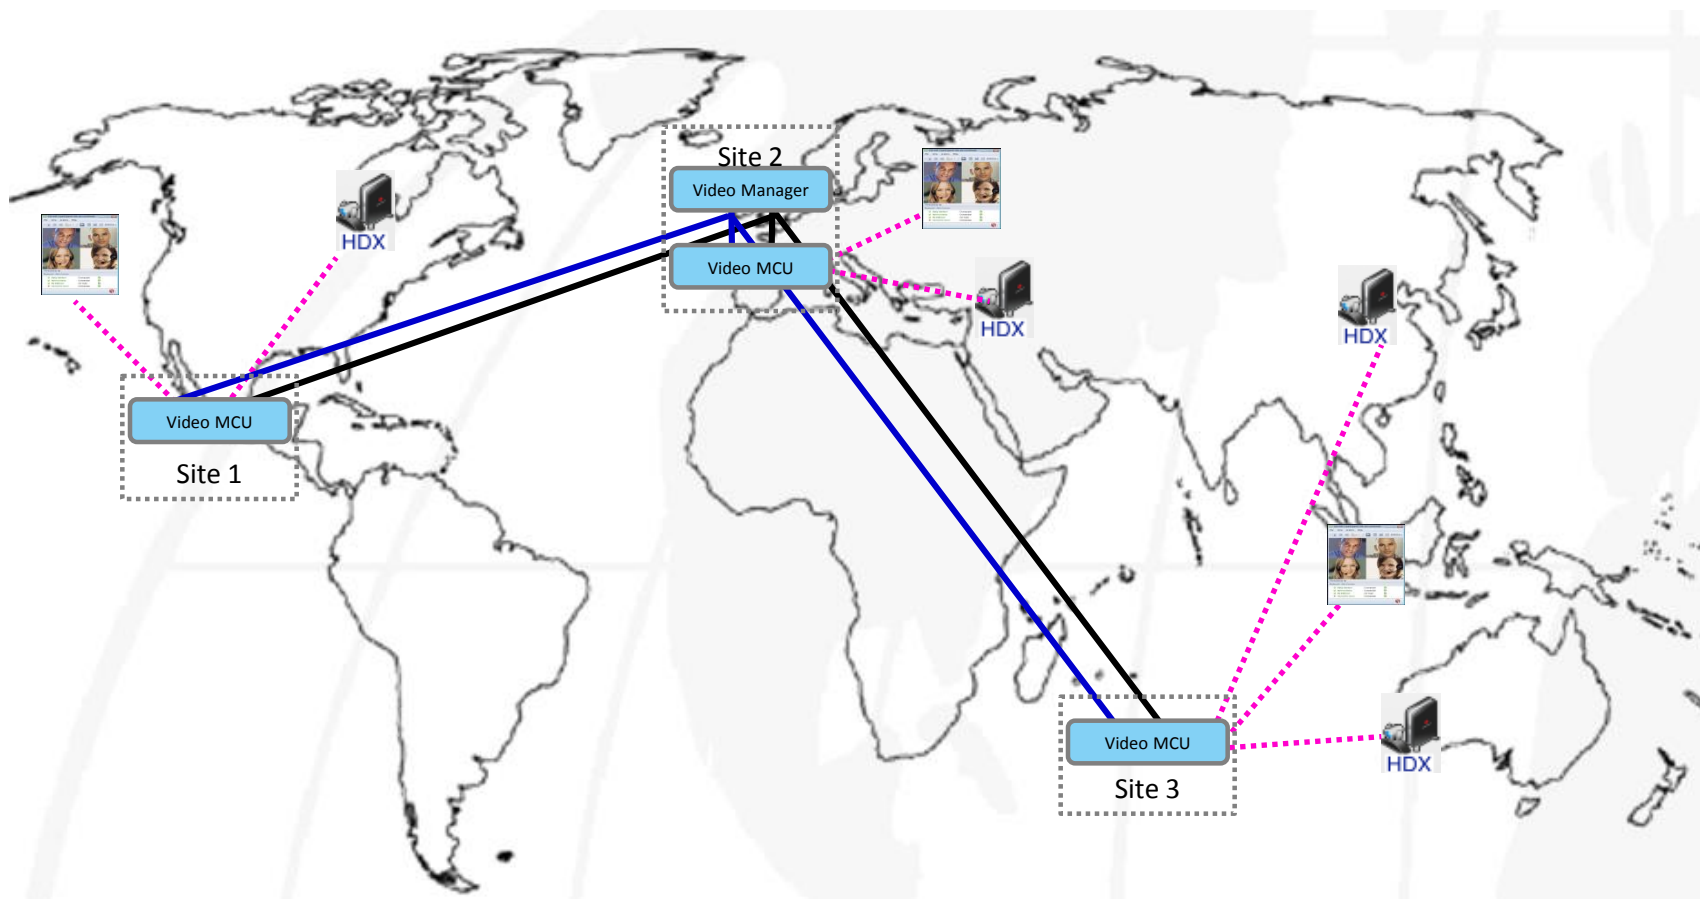 Site 2
Video Manager
Video MCU
HDX
HDX
HDX
Video MCU
Site 1
Video MCU
Site 3
HDX